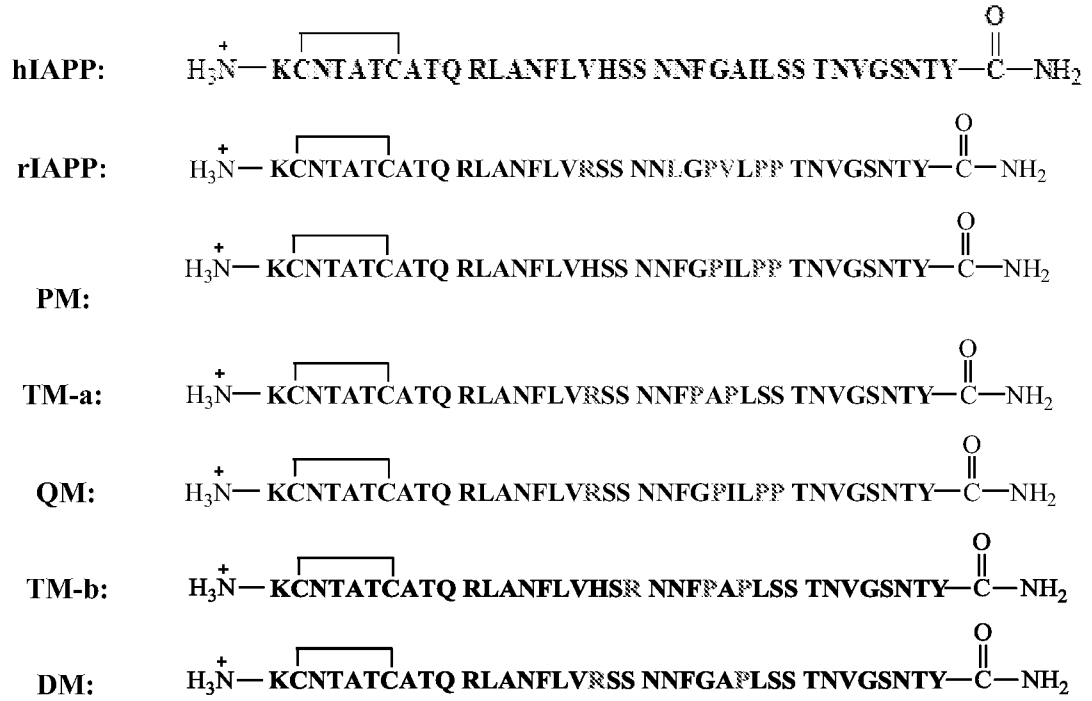 O
hIAPP: H₃N⁺—KCNTATCATQ RLANFLVHSS NNFGAILSS TNVGSNTY—C—NH₂
O
rIAPP: H₃N⁺—KCNTATCATQ RLANFLVRSS NNLGPVLPP TNVGSNTY—C—NH₂
O
PM: H₃N⁺—KCNTATCATQ RLANFLVHSS NNFGPILPP TNVGSNTY—C—NH₂
O
TM-a: H₃N⁺—KCNTATCATQ RLANFLVRSS NNFPAPLSS TNVGSNTY—C—NH₂
O
QM: H₃N⁺—KCNTATCATQ RLANFLVRSS NNFGPILPP TNVGSNTY—C—NH₂
O
TM-b: H₃N⁺—KCNTATCATQ RLANFLVHSR NNFPAPLSS TNVGSNTY—C—NH₂
O
DM: H₃N⁺—KCNTATCATQ RLANFLVRSS NNFGAPLSS TNVGSNTY—C—NH₂